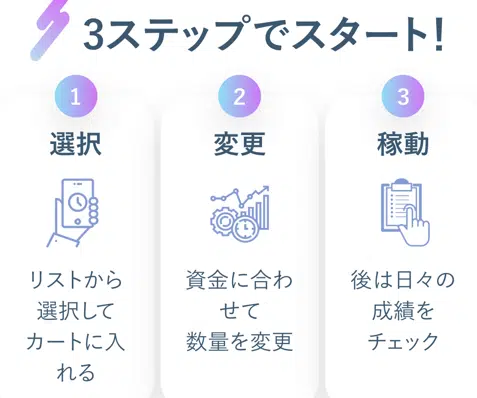 3ステップでスタート!
1
選択
リストから
選択して
カートに入
れる
2
変更
資金に合わ
せて
数量を変更
3
稼動
後は日々の
成績を
チェック